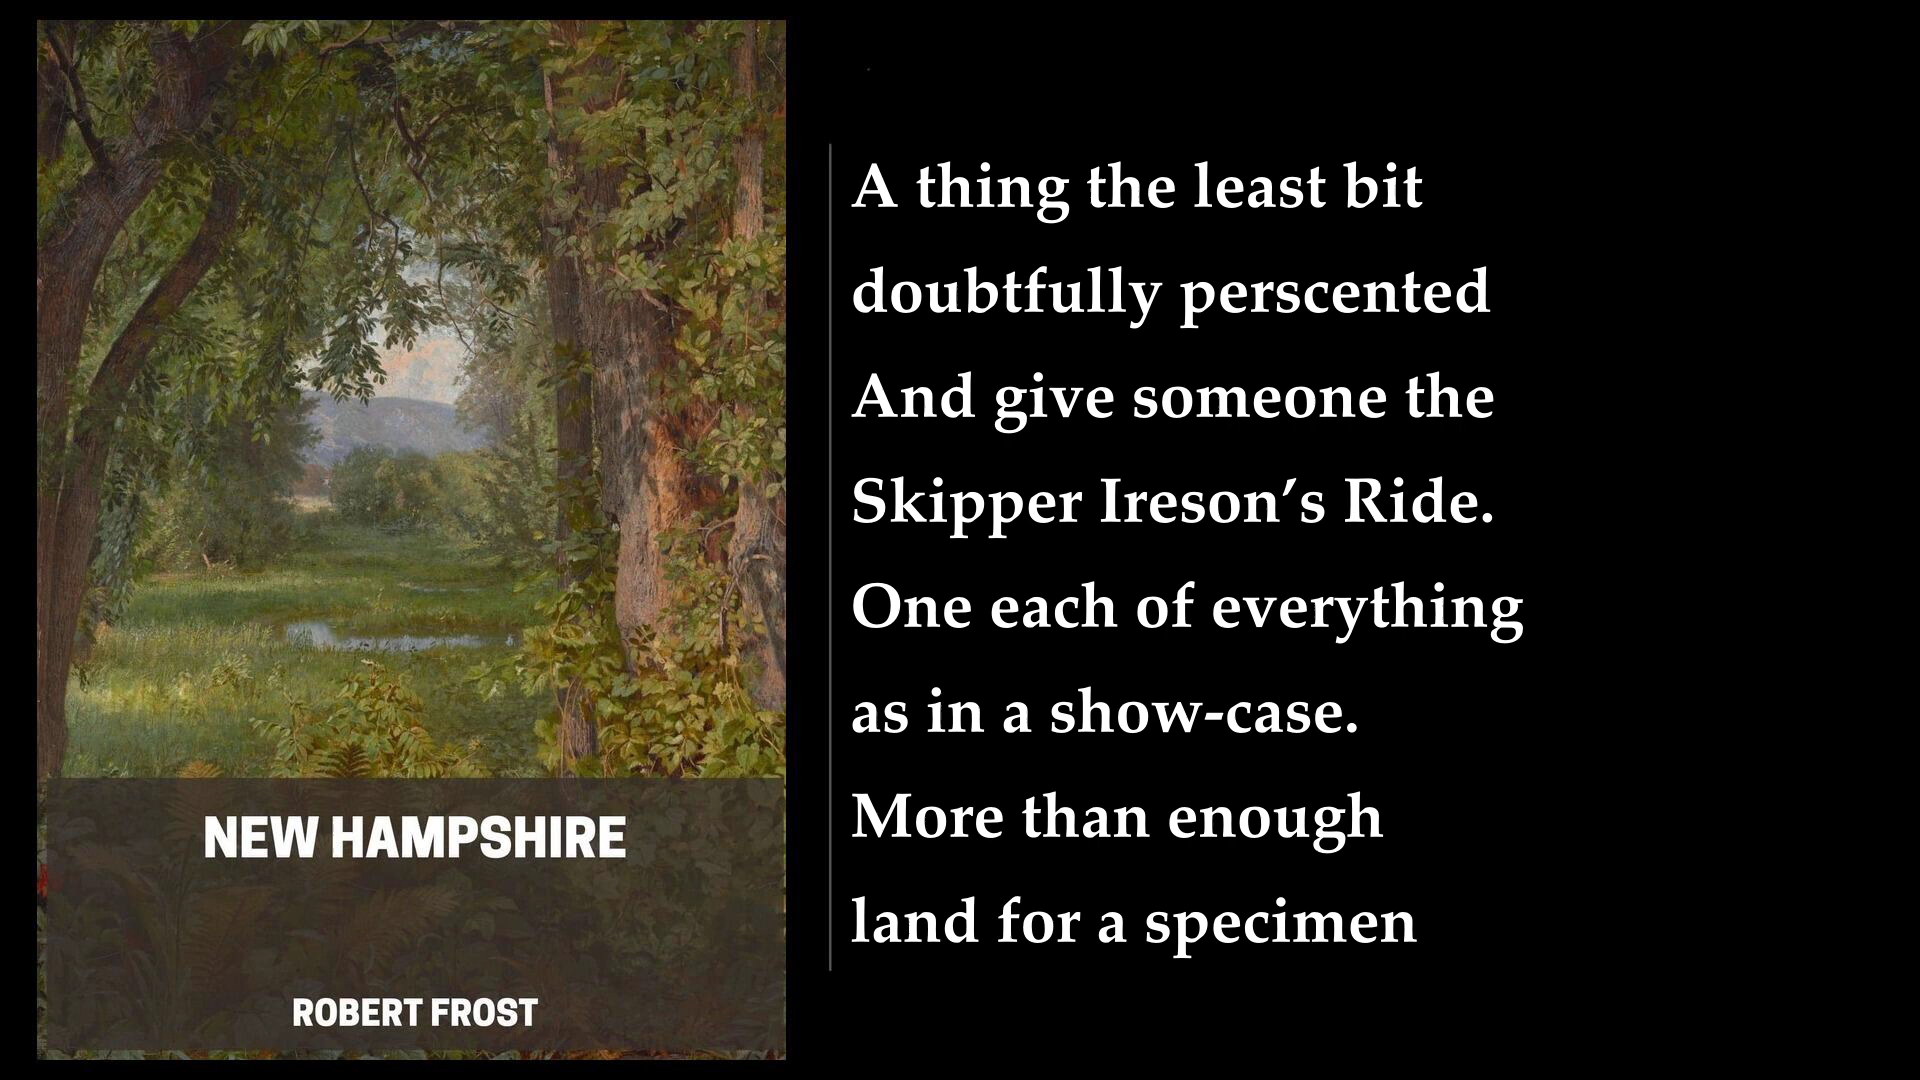 NEW HAMPSHIRE
ROBERT FROST
A thing the least bit
doubtfully perscented
And give someone the
Skipper Ireson’s Ride.
One each of everything
as in a show-case.
More than enough
land for a specimen